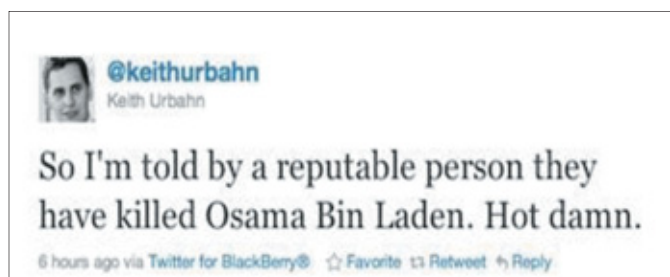 @keithurbahn
Keith Urbahn
So I'm told by a reputable person they
have killed Osama Bin Laden. Hot damn.
6 hours ago via Twitter for BlackBerry® Favorite Retweet Reply